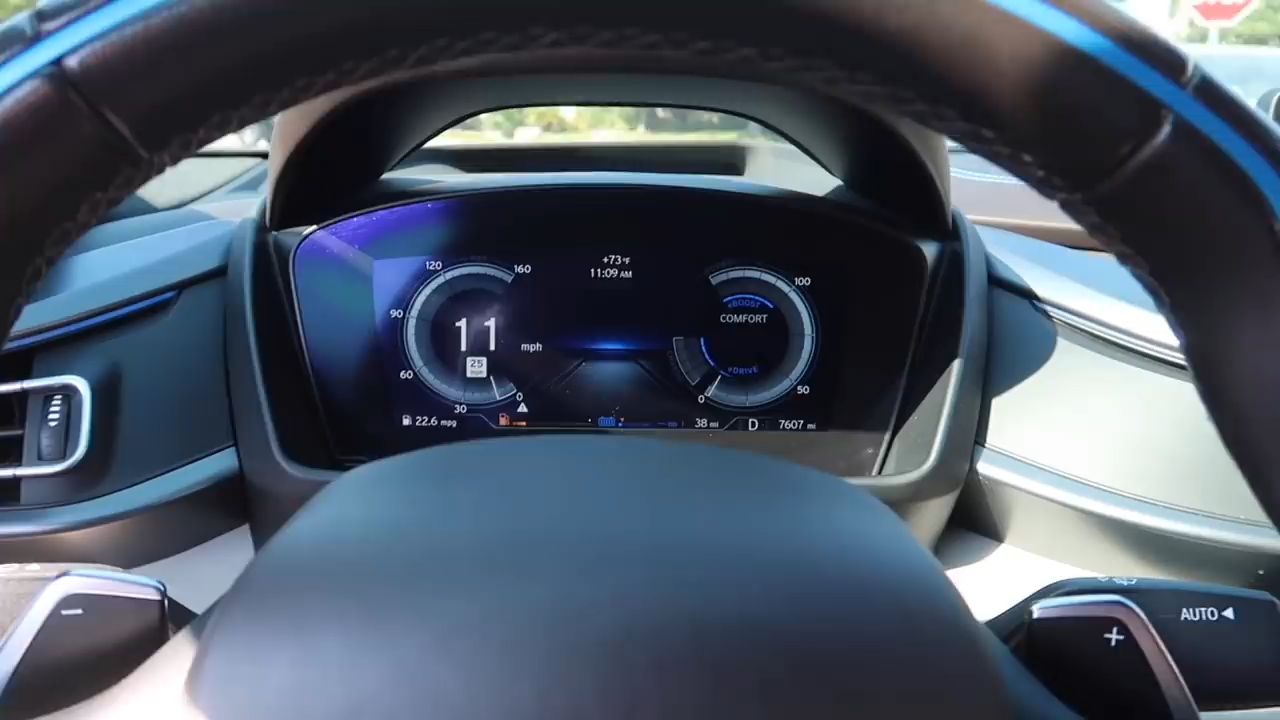 +73°F
11:09 AM
120
160
90
60
30
0
11
mph
25
mph
100
50
0
eBOOST
COMFORT
eDRIVE
22.6 mpg
38 mi
D
7607 mi
−
+
AUTO ◀